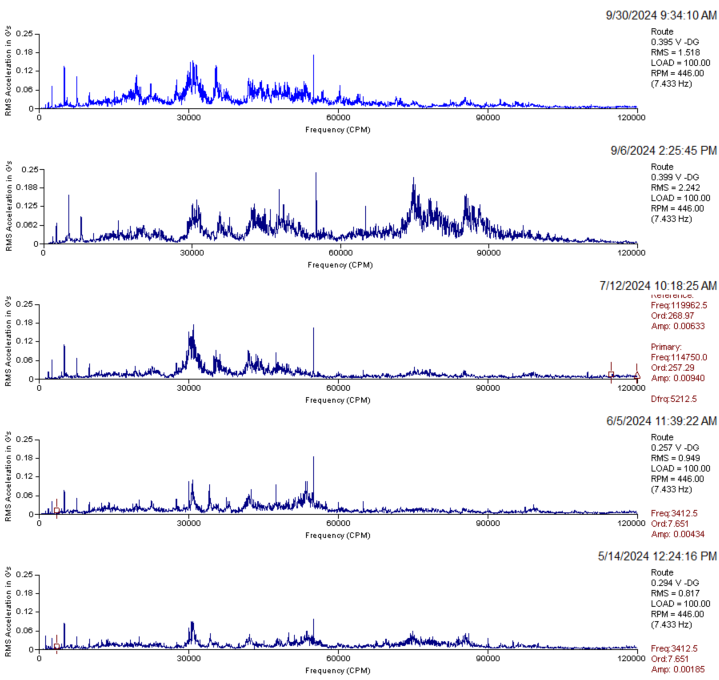 9/30/2024 9:34:10 AM
RMS Acceleration in G's
0.25
0.18
0.12
0.06
0
0
30000
60000
90000
120000
Frequency (CPM)
Route
0.395 V -DG
RMS = 1.518
LOAD = 100.00
RPM = 446.00
(7.433 Hz)
9/6/2024 2:25:45 PM
RMS Acceleration in G's
0.25
0.188
0.125
0.062
0
0
30000
60000
90000
120000
Frequency (CPM)
Route
0.399 V -DG
RMS = 2.242
LOAD = 100.00
RPM = 446.00
(7.433 Hz)
7/12/2024 10:18:25 AM
RMS Acceleration in G's
0.25
0.18
0.12
0.06
0
0
30000
60000
90000
120000
Frequency (CPM)
Reference:
Freq:119962.5
Ord:268.97
Amp: 0.00633
Primary:
Freq:114750.0
Ord:257.29
Amp: 0.00940
Dfrq:5212.5
6/5/2024 11:39:22 AM
RMS Acceleration in G's
0.25
0.18
0.12
0.06
0
0
30000
60000
90000
120000
Frequency (CPM)
Route
0.257 V -DG
RMS = 0.949
LOAD = 100.00
RPM = 446.00
(7.433 Hz)
Freq:3412.5
Ord:7.651
Amp: 0.00434
5/14/2024 12:24:16 PM
RMS Acceleration in G's
0.25
0.18
0.12
0.06
0
0
30000
60000
90000
120000
Frequency (CPM)
Route
0.294 V -DG
RMS = 0.817
LOAD = 100.00
RPM = 446.00
(7.433 Hz)
Freq:3412.5
Ord:7.651
Amp: 0.00185